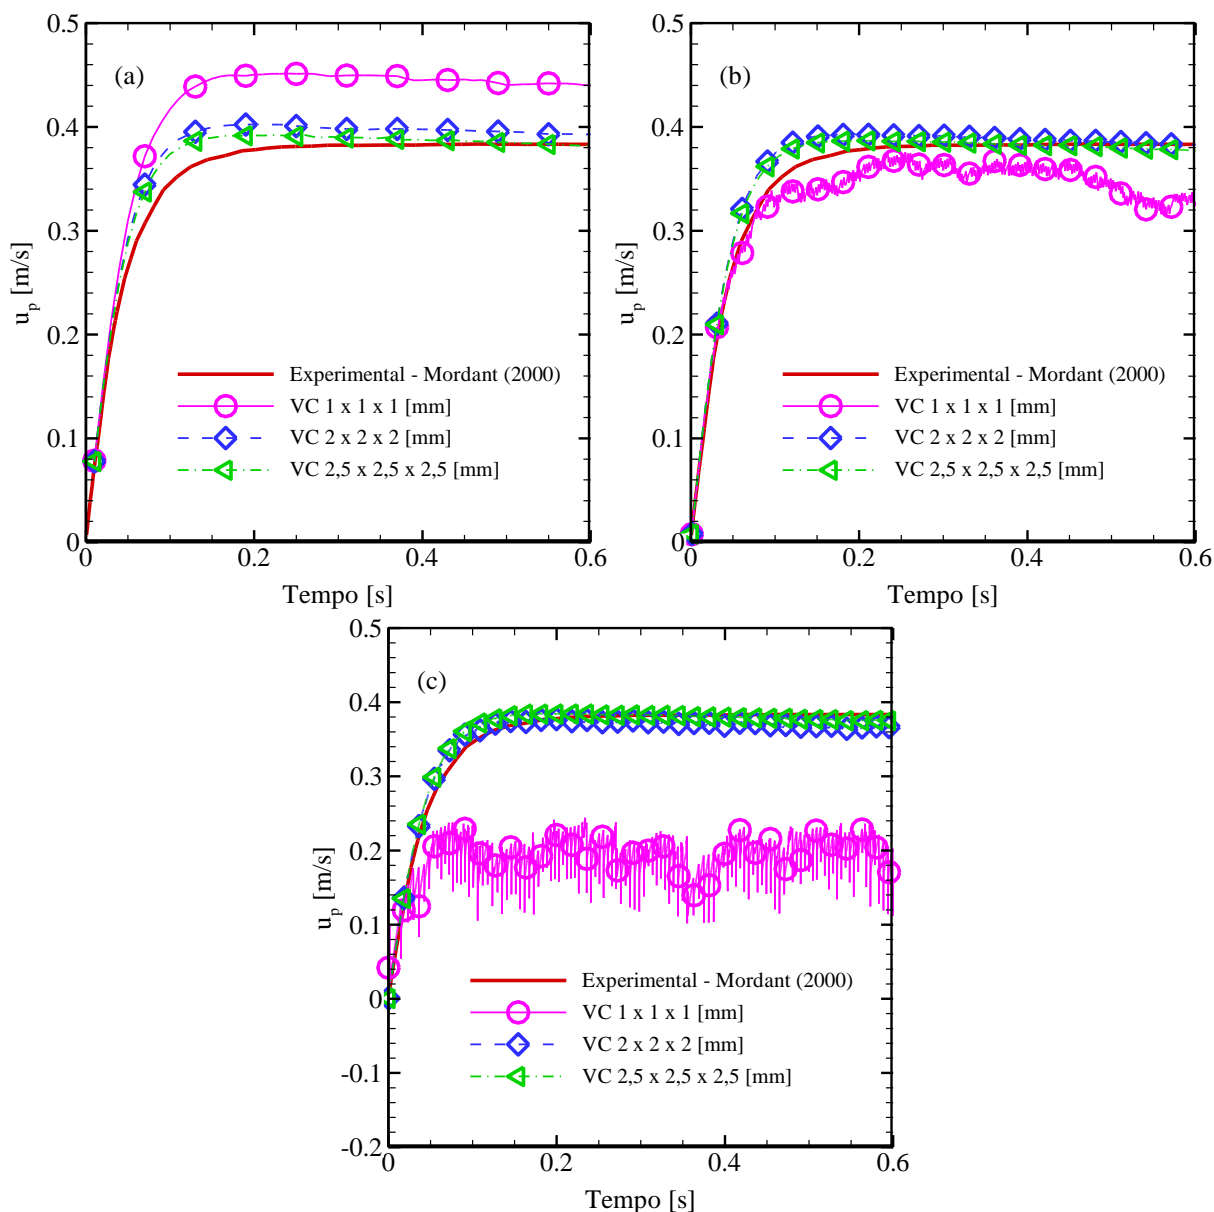 0.5
0.4
0.3
0.2
0.1
0
u_p [m/s]
(a)
Experimental - Mordant (2000)
VC 1 x 1 x 1 [mm]
VC 2 x 2 x 2 [mm]
VC 2,5 x 2,5 x 2,5 [mm]
0 0.2 0.4 0.6
Tempo [s]
0.5
0.4
0.3
0.2
0.1
0
u_p [m/s]
(b)
Experimental - Mordant (2000)
VC 1 x 1 x 1 [mm]
VC 2 x 2 x 2 [mm]
VC 2,5 x 2,5 x 2,5 [mm]
0 0.2 0.4 0.6
Tempo [s]
0.5
0.4
0.3
0.2
0.1
0
-0.1
-0.2
u_p [m/s]
(c)
Experimental - Mordant (2000)
VC 1 x 1 x 1 [mm]
VC 2 x 2 x 2 [mm]
VC 2,5 x 2,5 x 2,5 [mm]
0 0.2 0.4 0.6
Tempo [s]